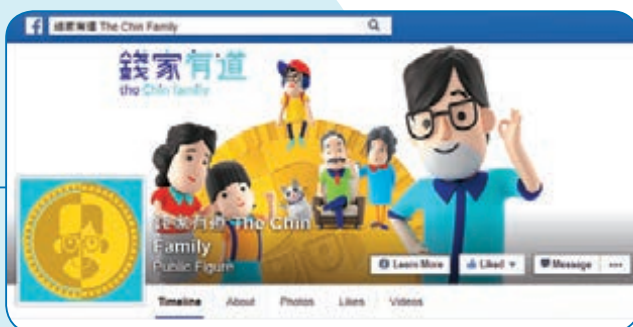 f 錢家有道 The Chin Family
錢家有道
the Chin family
錢家有道 The Chin
Family
Public Figure
Learn More Liked Message
Timeline About Photos Likes Videos